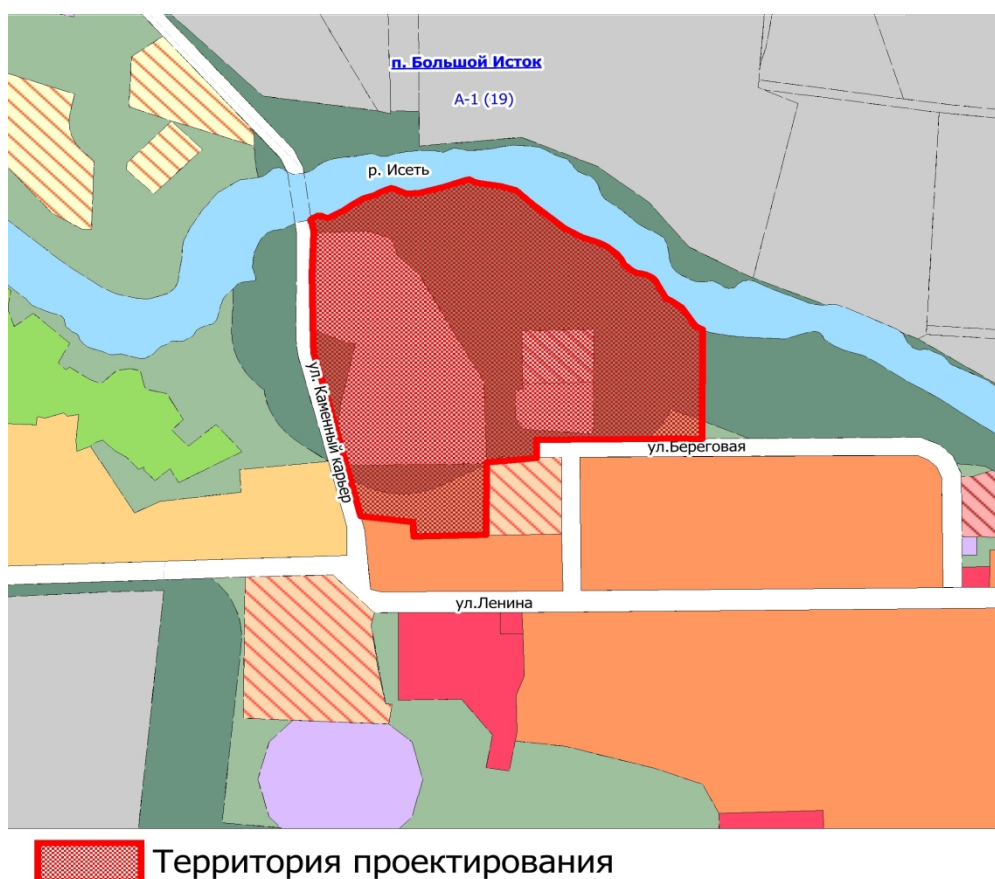 п. Большой Исток
А-1 (19)
р. Исеть
ул. Каменный карьер
ул.Береговая
ул.Ленина
Территория проектирования